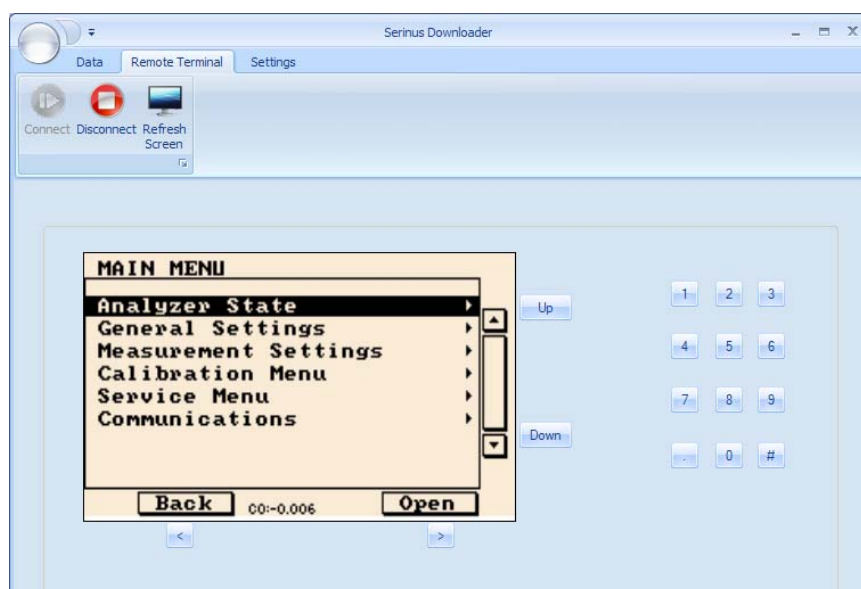 Serinus Downloader
Data Remote Terminal Settings
Connect Disconnect Refresh Screen
MAIN MENU
Analyzer State
General Settings
Measurement Settings
Calibration Menu
Service Menu
Communications
Back CO:-0.006 Open
Up
Down
< >
1 2 3
4 5 6
7 8 9
. 0 #